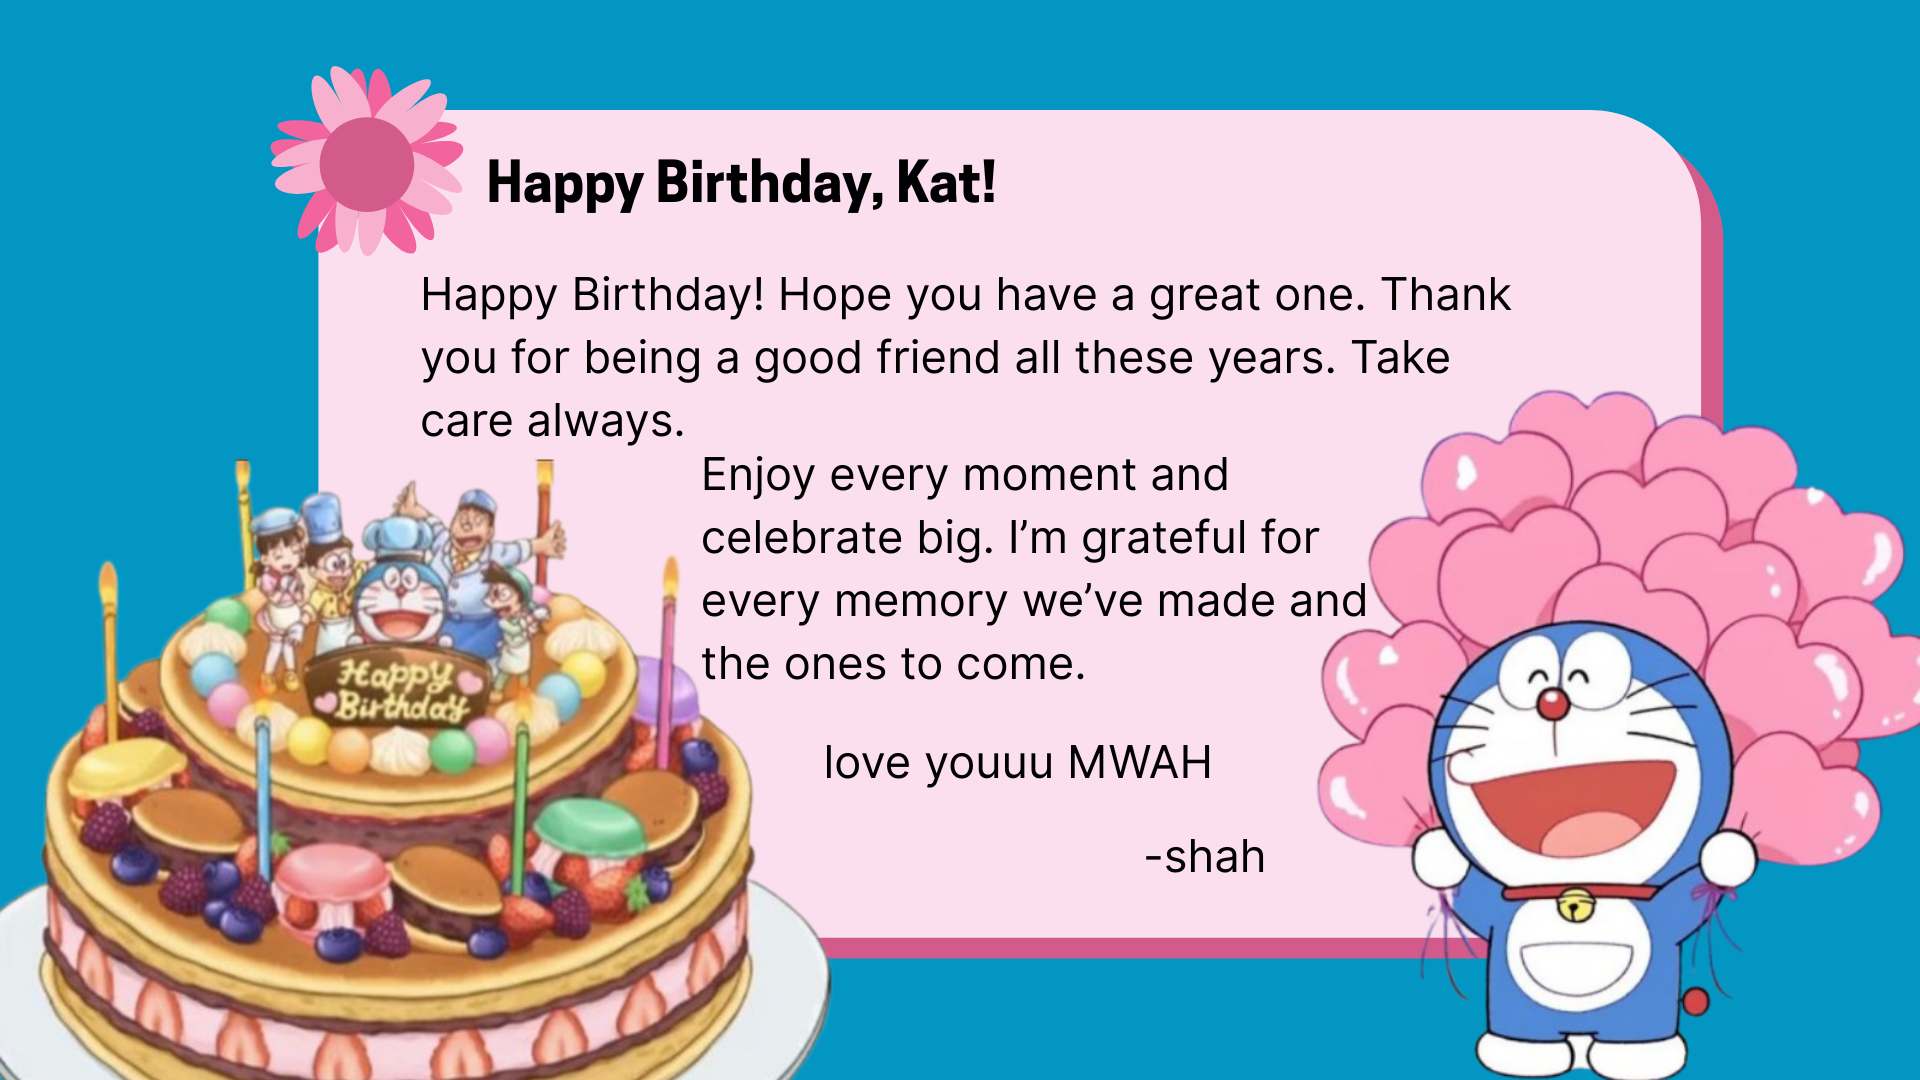 Happy Birthday, Kat!
Happy Birthday! Hope you have a great one. Thank
you for being a good friend all these years. Take
care always.
Enjoy every moment and
celebrate big. I’m grateful for
every memory we’ve made and
the ones to come.
Happy
Birthday
love youuu MWAH
-shah